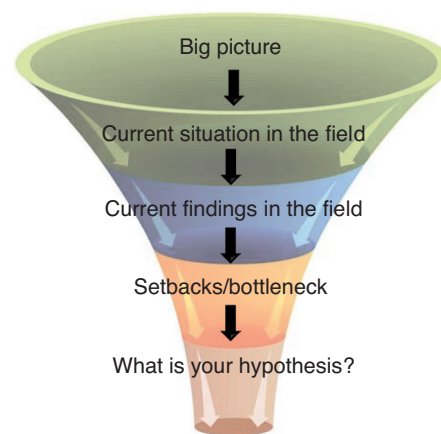 Big picture
Current situation in the field
Current findings in the field
Setbacks/bottleneck
What is your hypothesis?